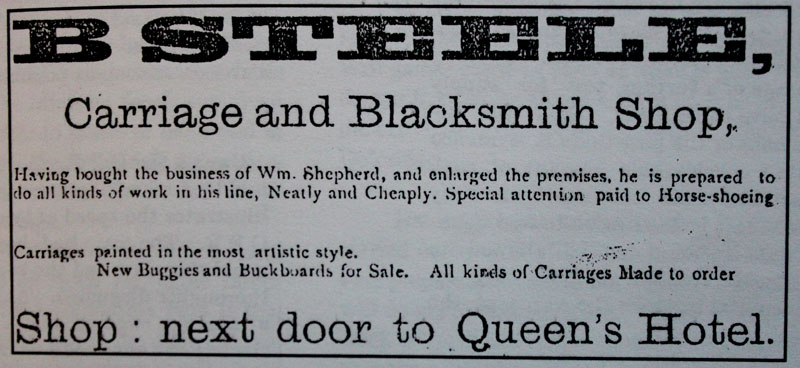 B STEELE,
Carriage and Blacksmith Shop,
Having bought the business of Wm. Shepherd, and enlarged the premises, he is prepared to
do all kinds of work in his line, Neatly and Cheaply. Special attention paid to Horse-shoeing
Carriages painted in the most artistic style.
New Buggies and Buckboards for Sale. All kinds of Carriages Made to order
Shop : next door to Queen's Hotel.